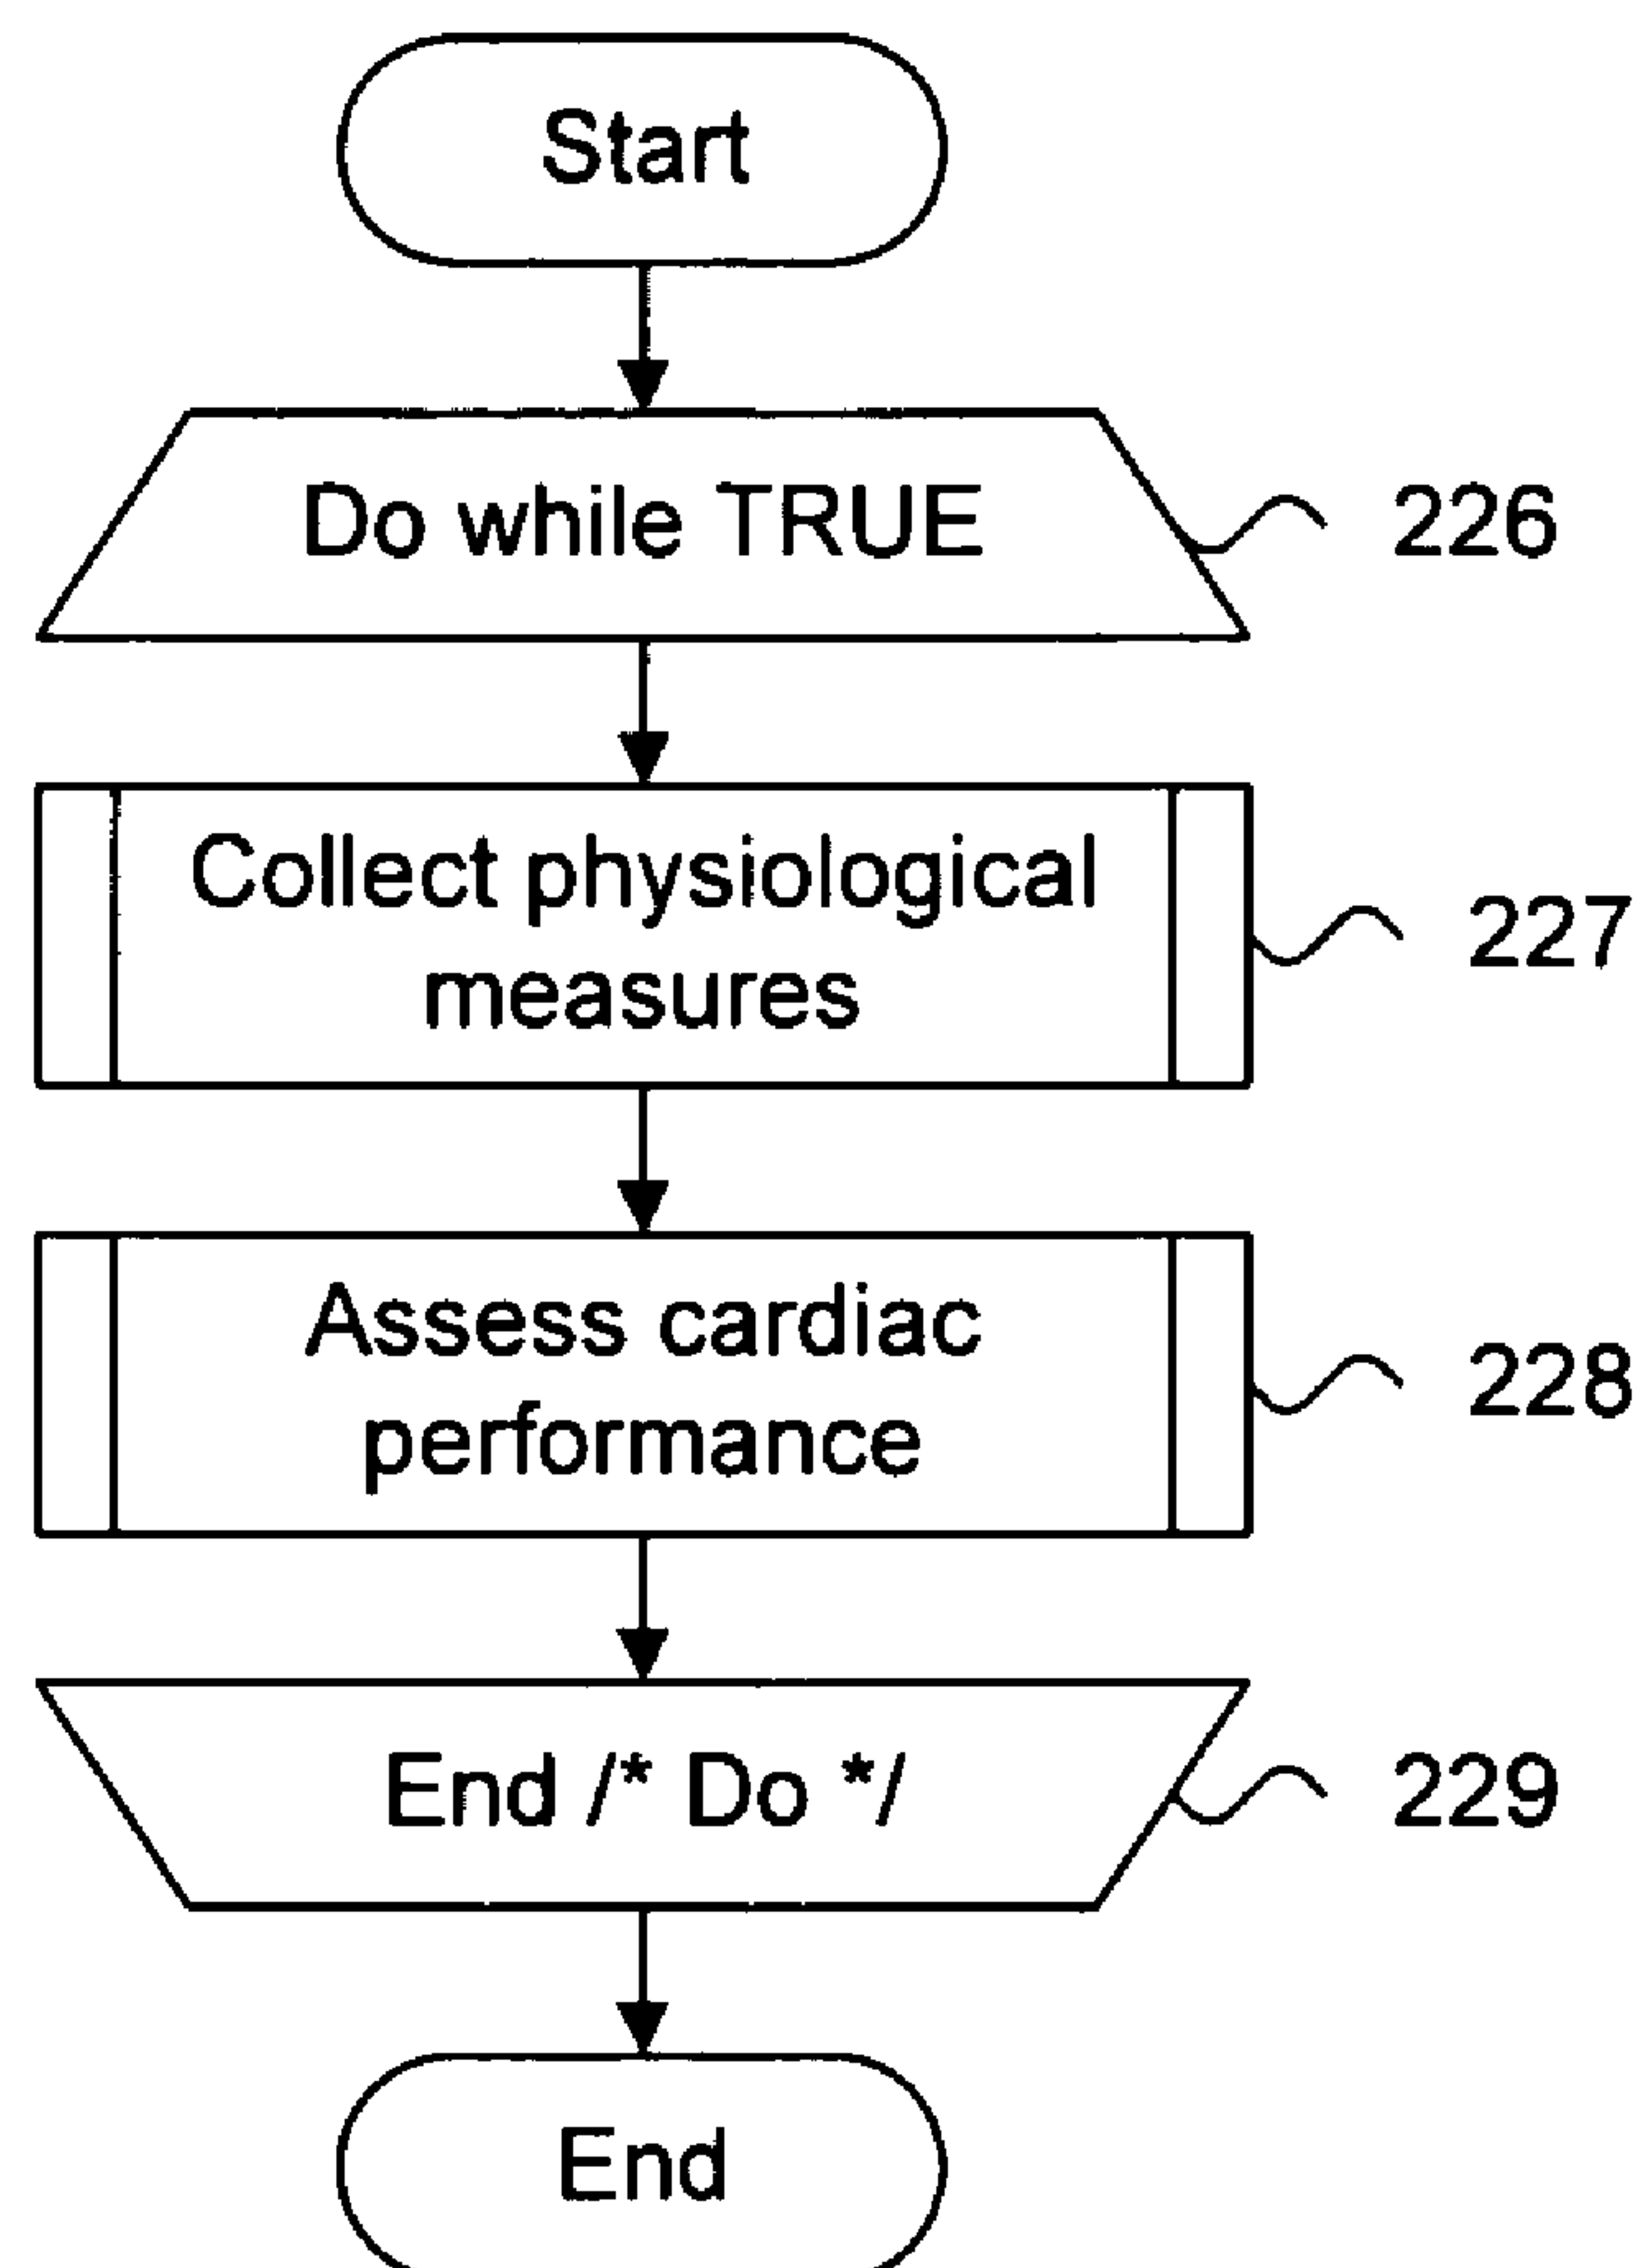 Start
Do while TRUE
226
Collect physiological
measures
227
Assess cardiac
performance
228
End /* Do */
229
End